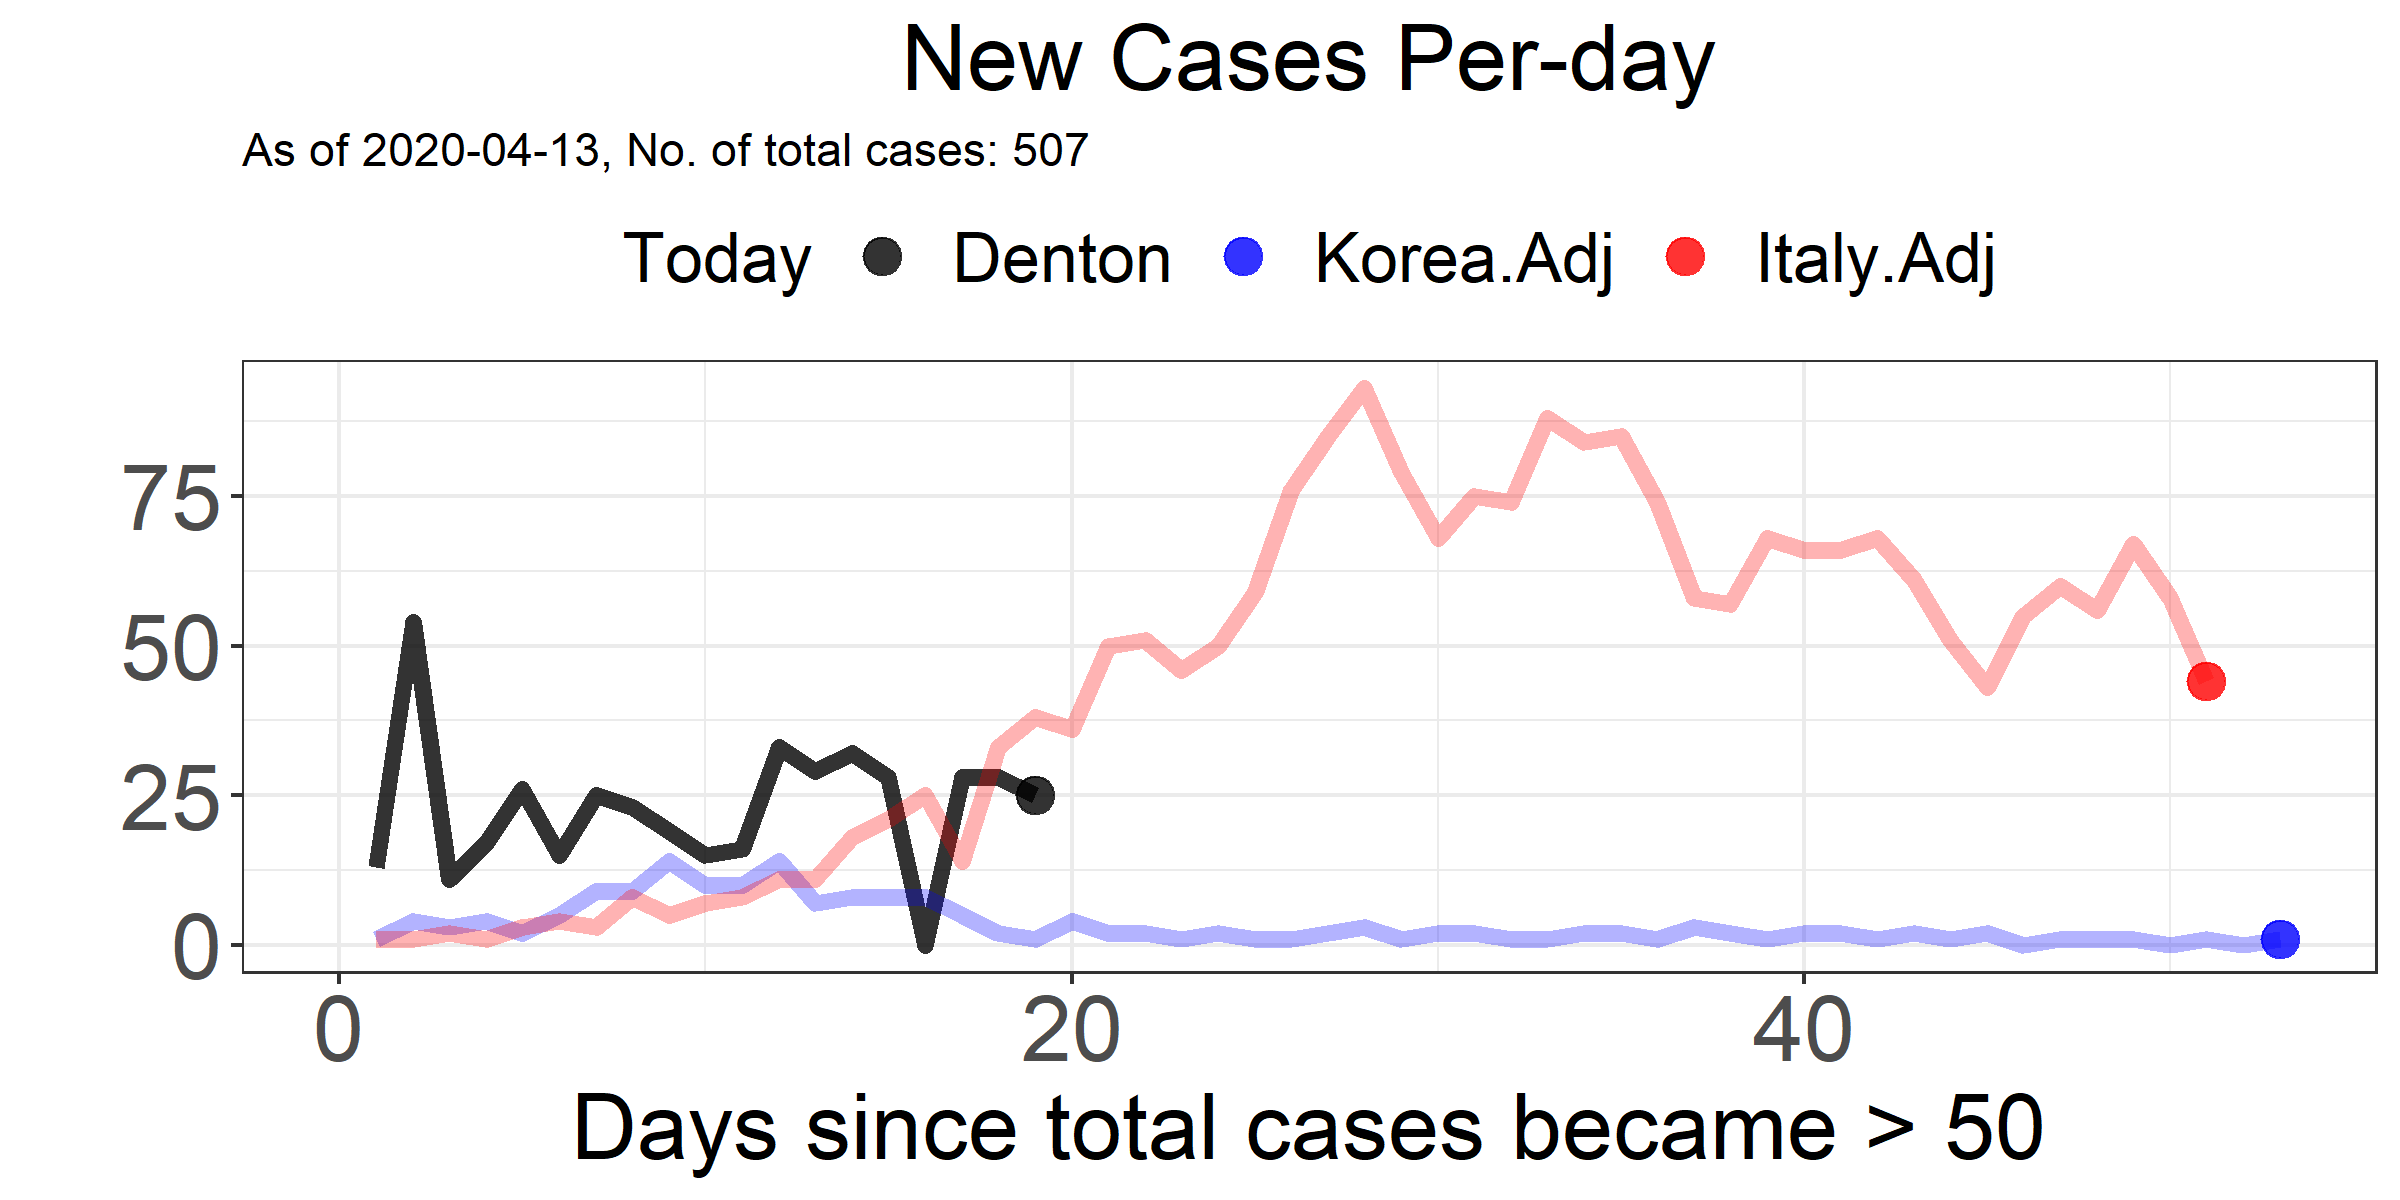 New Cases Per-day
As of 2020-04-13, No. of total cases: 507
Today Denton Korea.Adj Italy.Adj
75
50
25
0
0 20 40
Days since total cases became > 50